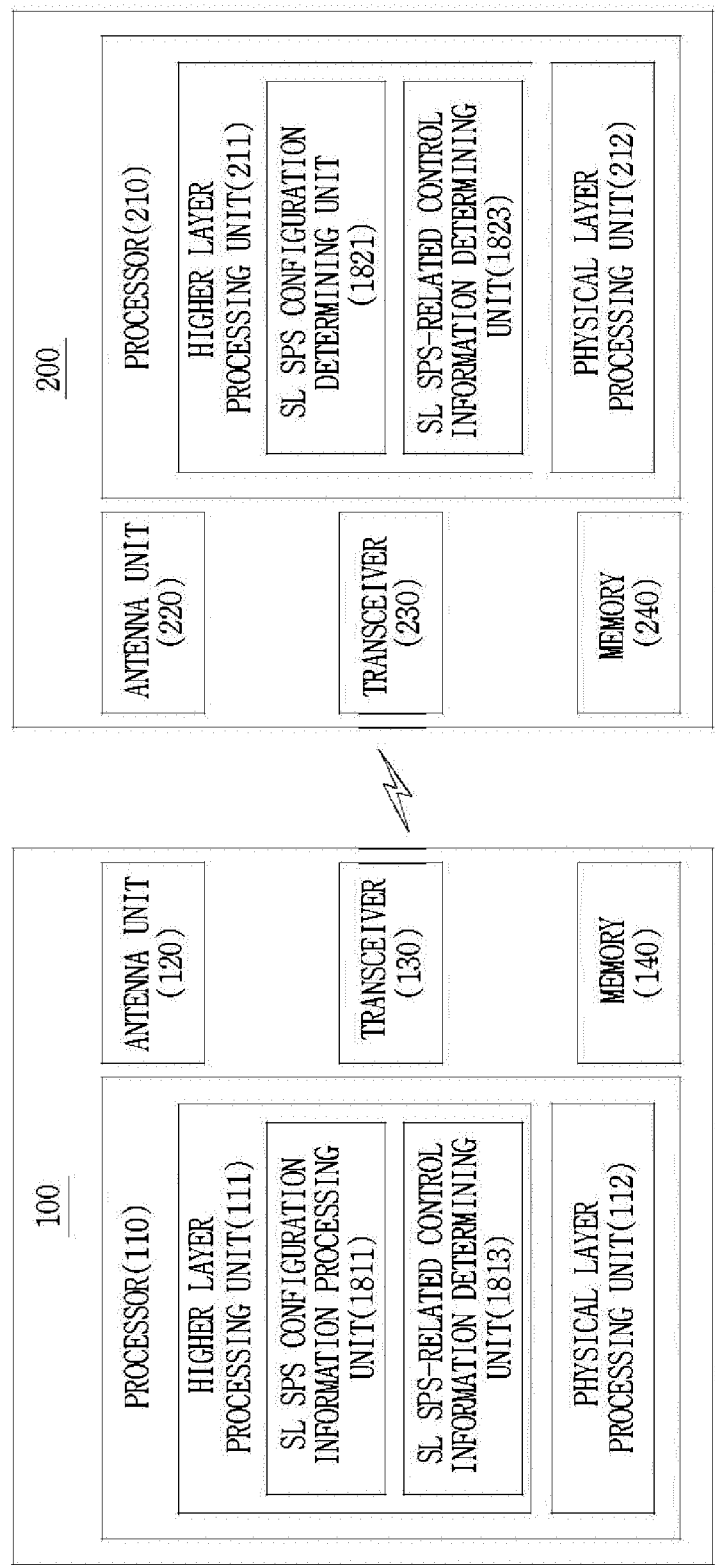 100
PROCESSOR(110)
HIGHER LAYER
PROCESSING UNIT(111)
SL SPS CONFIGURATION
INFORMATION PROCESSING
UNIT(1811)
SL SPS-RELATED CONTROL
INFORMATION DETERMINING
UNIT(1813)
PHYSICAL LAYER
PROCESSING UNIT(112)
ANTENNA UNIT
(120)
TRANSCEIVER
(130)
MEMORY
(140)
200
ANTENNA UNIT
(220)
TRANSCEIVER
(230)
MEMORY
(240)
PROCESSOR(210)
HIGHER LAYER
PROCESSING UNIT(211)
SL SPS CONFIGURATION
DETERMINING UNIT
(1821)
SL SPS-RELATED CONTROL
INFORMATION DETERMINING
UNIT(1823)
PHYSICAL LAYER
PROCESSING UNIT(212)